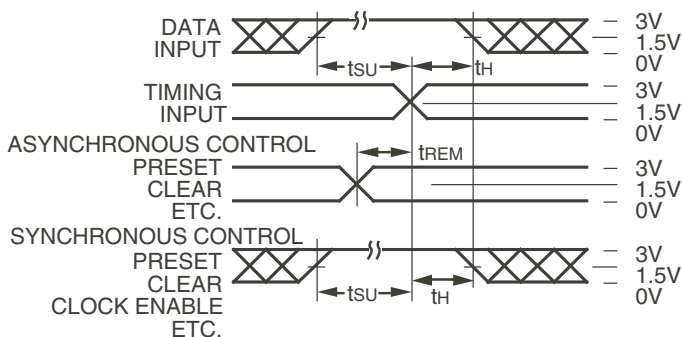 DATA
INPUT
3V
1.5V
0V
tSU
tH
TIMING
INPUT
3V
1.5V
0V
ASYNCHRONOUS CONTROL
PRESET
CLEAR
ETC.
tREM
3V
1.5V
0V
SYNCHRONOUS CONTROL
PRESET
CLEAR
CLOCK ENABLE
ETC.
tSU
tH
3V
1.5V
0V